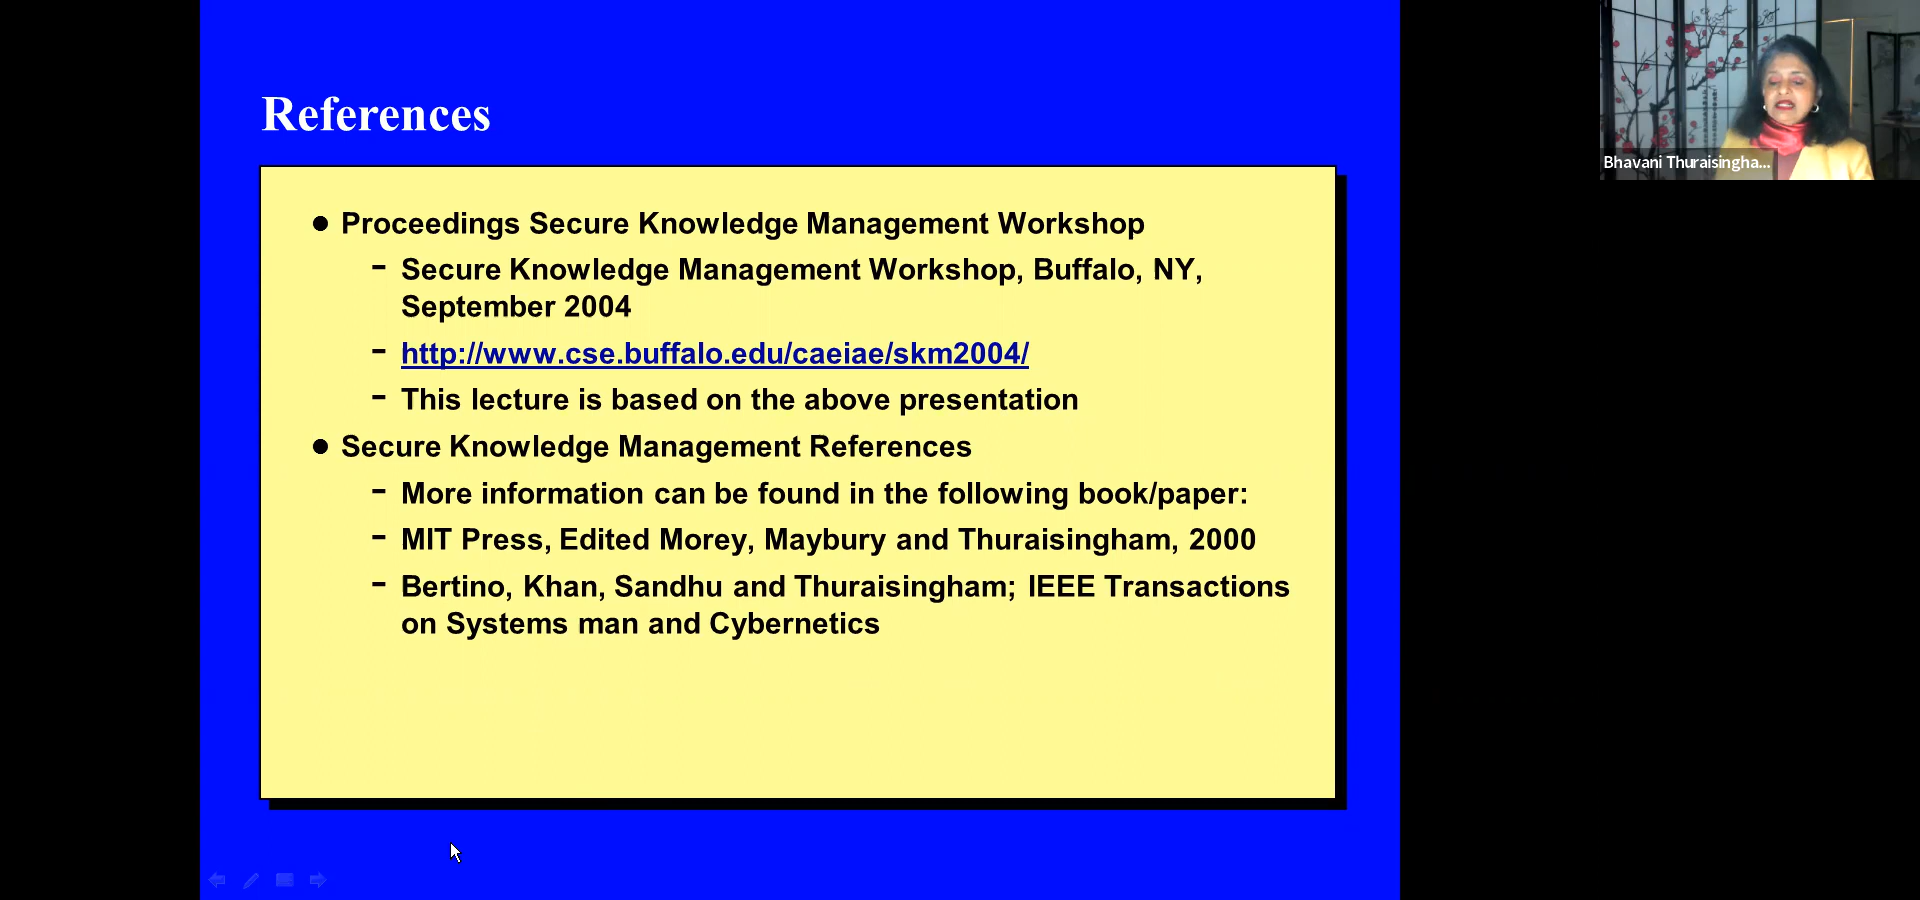 References
● Proceedings Secure Knowledge Management Workshop
- Secure Knowledge Management Workshop, Buffalo, NY,
September 2004
- http://www.cse.buffalo.edu/caeiae/skm2004/
- This lecture is based on the above presentation
● Secure Knowledge Management References
- More information can be found in the following book/paper:
- MIT Press, Edited Morey, Maybury and Thuraisingham, 2000
- Bertino, Khan, Sandhu and Thuraisingham; IEEE Transactions
on Systems man and Cybernetics
Bhavani Thuraisingha...